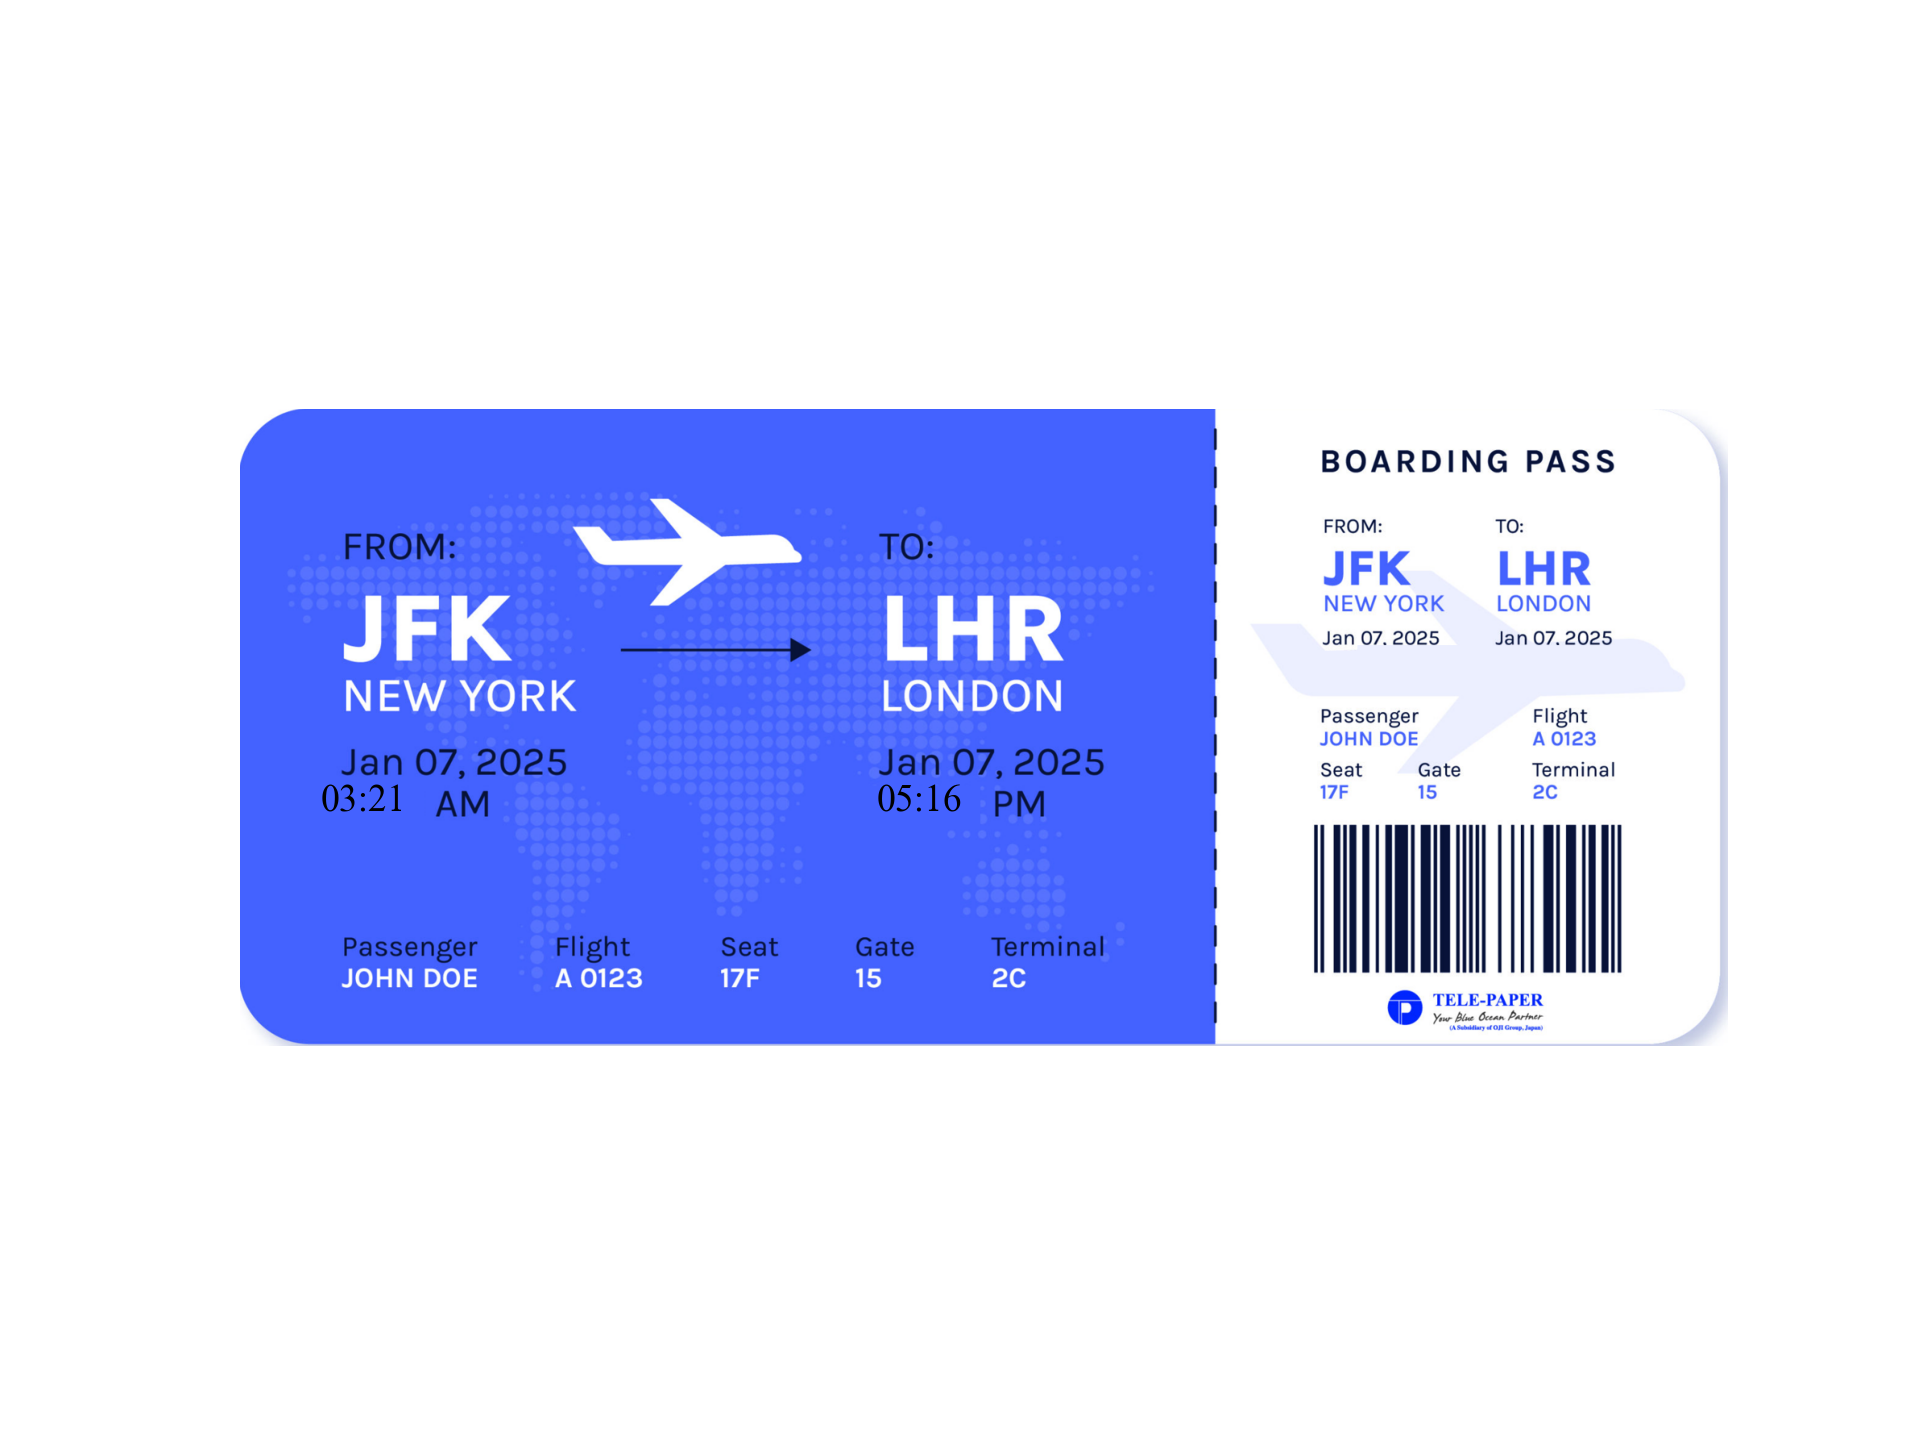 FROM:
JFK
NEW YORK
Jan 07, 2025
03:21 AM
TO:
LHR
LONDON
Jan 07, 2025
05:16 PM
Passenger Flight Seat Gate Terminal
JOHN DOE A 0123 17F 15 2C
BOARDING PASS
FROM: TO:
JFK LHR
NEW YORK LONDON
Jan 07. 2025 Jan 07. 2025
Passenger Flight
JOHN DOE A 0123
Seat Gate Terminal
17F 15 2C
TELE-PAPER
Your Blue Ocean Partner
(A Subsidiary of OJI Group, Japan)